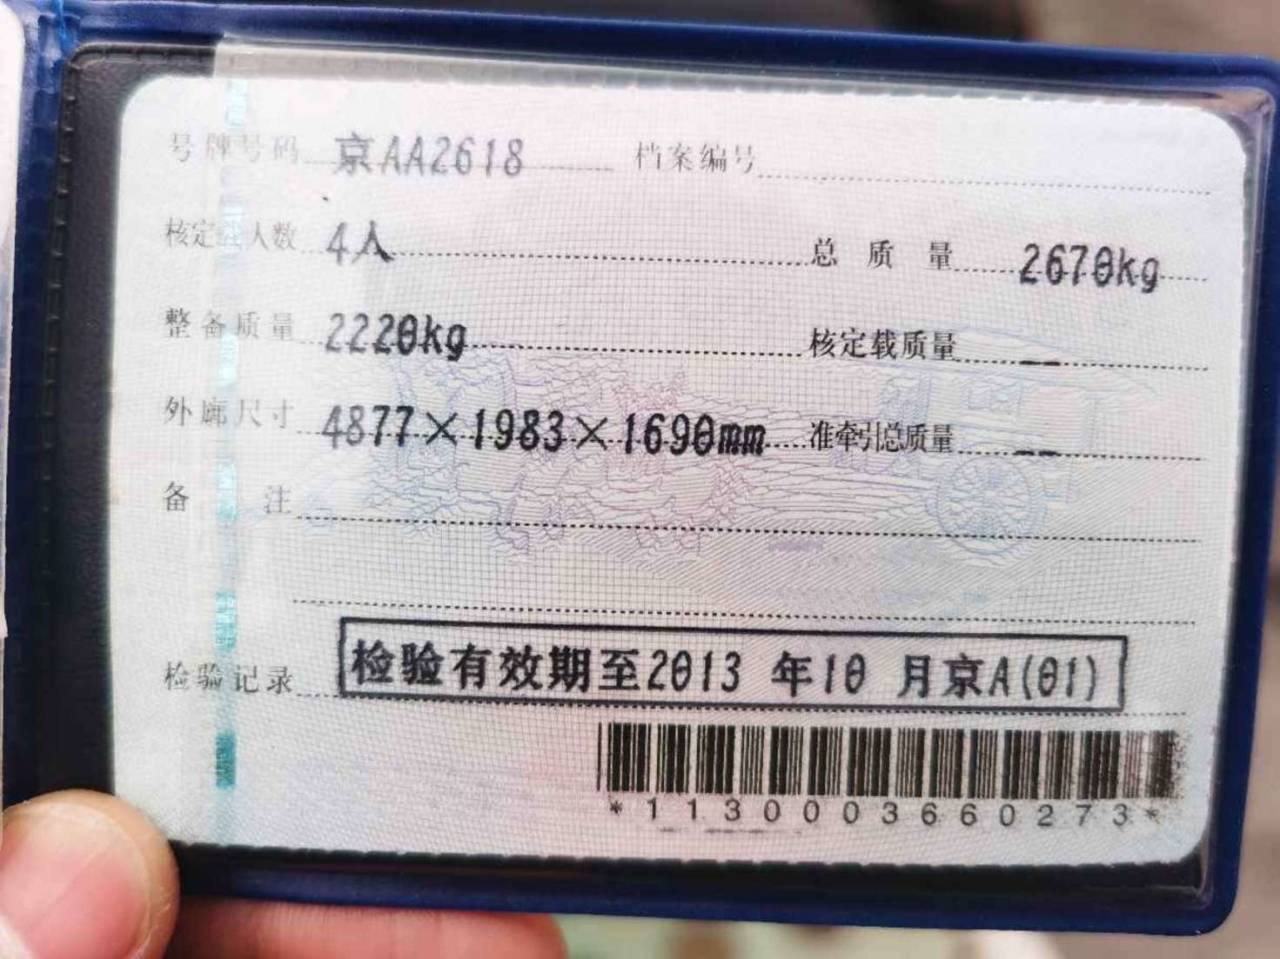 号牌号码 京AA2618 档案编号
核定载人数 4人 总质量 2670kg
整备质量 2220kg 核定载质量 --
外廓尺寸 4877×1983×1690mm 准牵引总质量 --
备注
检验记录 检验有效期至2013年10月京A(01)
*1130003660273*